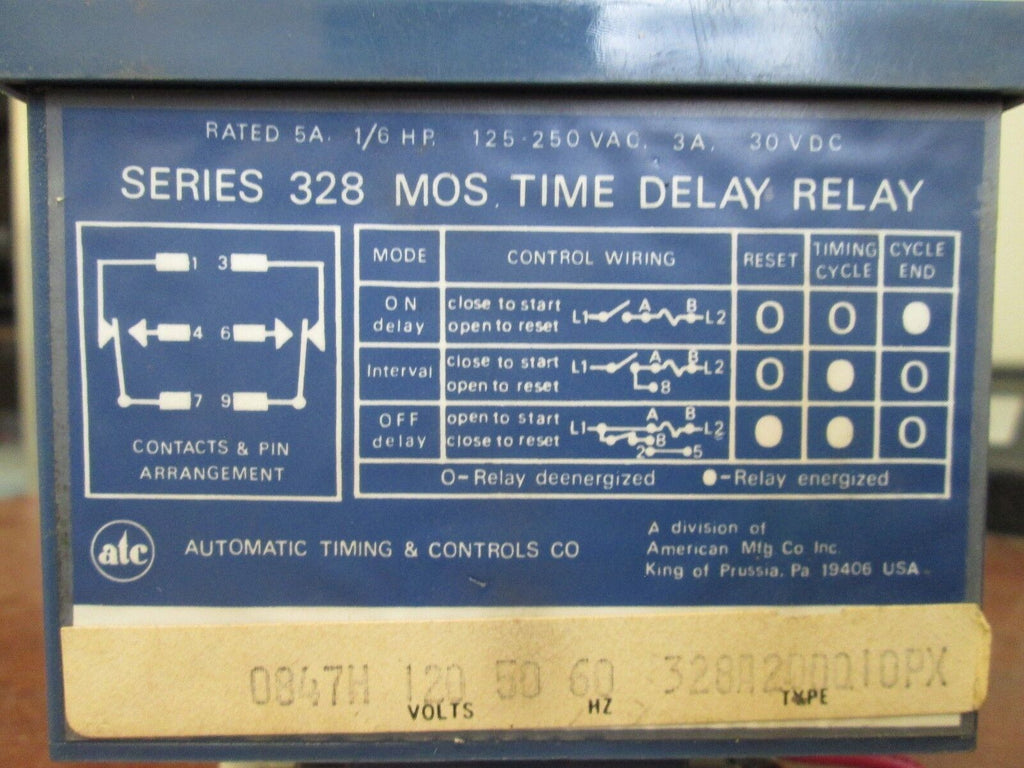 RATED 5A. 1/6 HP. 125-250 VAC. 3A. 30 VDC
SERIES 328 MOS TIME DELAY RELAY
1 3
4 6
7 9
CONTACTS & PIN
ARRANGEMENT
MODE CONTROL WIRING RESET TIMING CYCLE CYCLE END
ON delay close to start open to reset L1 A B L2 O O
Interval close to start open to reset L1 A B L2 8 O O
OFF delay open to start close to reset L1 A B L2 8 2 5 O
O-Relay deenergized -Relay energized
atc AUTOMATIC TIMING & CONTROLS CO
A division of
American Mfg Co Inc.
King of Prussia, Pa 19406 USA
0847H 120 50 60
VOLTS HZ TYPE